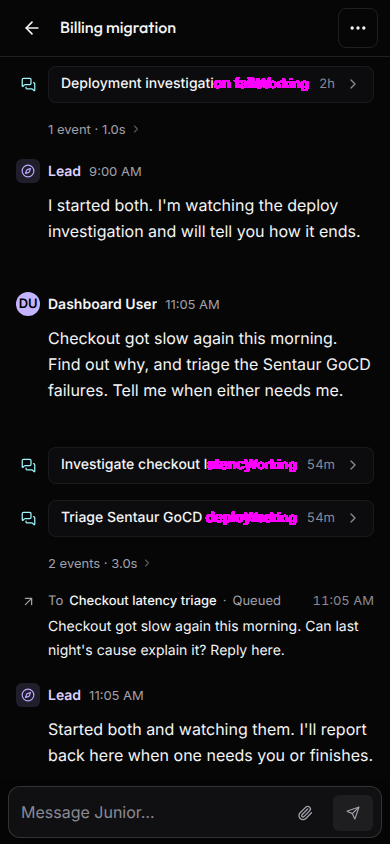 Billing migration
Deployment investigation Working 2h
1 event · 1.0s
Lead 9:00 AM
I started both. I'm watching the deploy
investigation and will tell you how it ends.
DU Dashboard User 11:05 AM
Checkout got slow again this morning.
Find out why, and triage the Sentaur GoCD
failures. Tell me when either needs me.
Investigate checkout latency Working 54m
Triage Sentaur GoCD Working 54m
2 events · 3.0s
To Checkout latency triage · Queued 11:05 AM
Checkout got slow again this morning. Can last
night's cause explain it? Reply here.
Lead 11:05 AM
Started both and watching them. I'll report
back here when one needs you or finishes.
Message Junior...